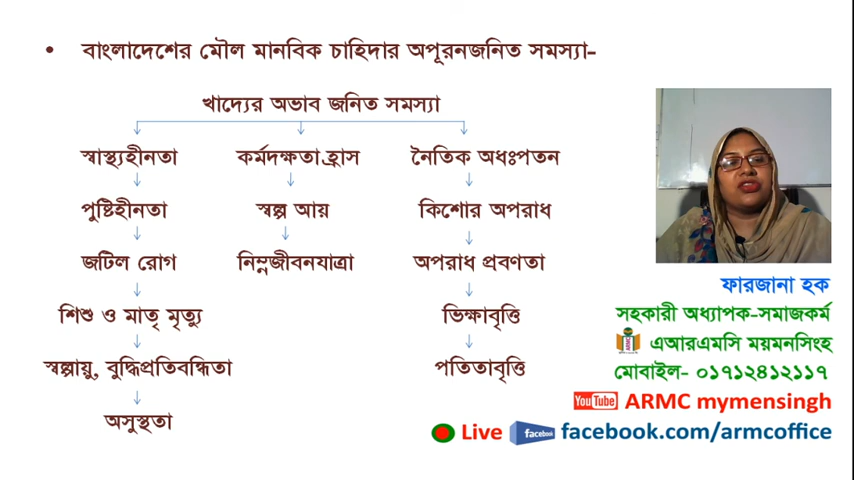 • বাংলাদেশের মৌল মানবিক চাহিদার অপূরনজনিত সমস্যা-
খাদ্যের অভাব জনিত সমস্যা
স্বাস্থ্যহীনতা কর্মদক্ষতা হ্রাস নৈতিক অধঃপতন
পুষ্টিহীনতা স্বল্প আয় কিশোর অপরাধ
জটিল রোগ নিম্নজীবনযাত্রা অপরাধ প্রবণতা
শিশু ও মাতৃ মৃত্যু ভিক্ষাবৃত্তি
স্বল্পায়ু, বুদ্ধিপ্রতিবন্ধিতা পতিতাবৃত্তি
অসুস্থতা
ফারজানা হক
সহকারী অধ্যাপক-সমাজকর্ম
এআরএমসি ময়মনসিংহ
মোবাইল- ০১৭১২৪১২১১৭
YouTube ARMC mymensingh
Live facebook facebook.com/armcoffice